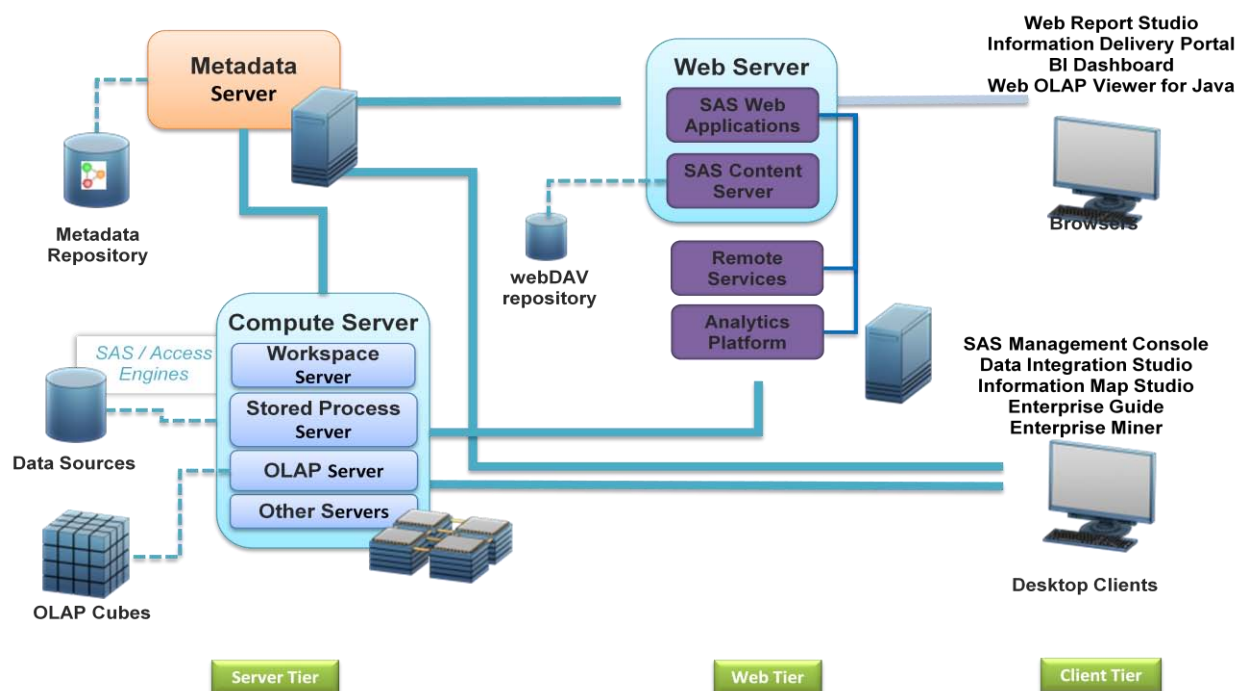 Metadata
Server
Metadata
Repository
Web Server
SAS Web
Applications
SAS Content
Server
webDAV
repository
Remote
Services
Analytics
Platform
Web Report Studio
Information Delivery Portal
BI Dashboard
Web OLAP Viewer for Java
Browsers
Compute Server
Workspace
Server
Stored Process
Server
OLAP Server
Other Servers
SAS / Access
Engines
Data Sources
OLAP Cubes
SAS Management Console
Data Integration Studio
Information Map Studio
Enterprise Guide
Enterprise Miner
Desktop Clients
Server Tier
Web Tier
Client Tier